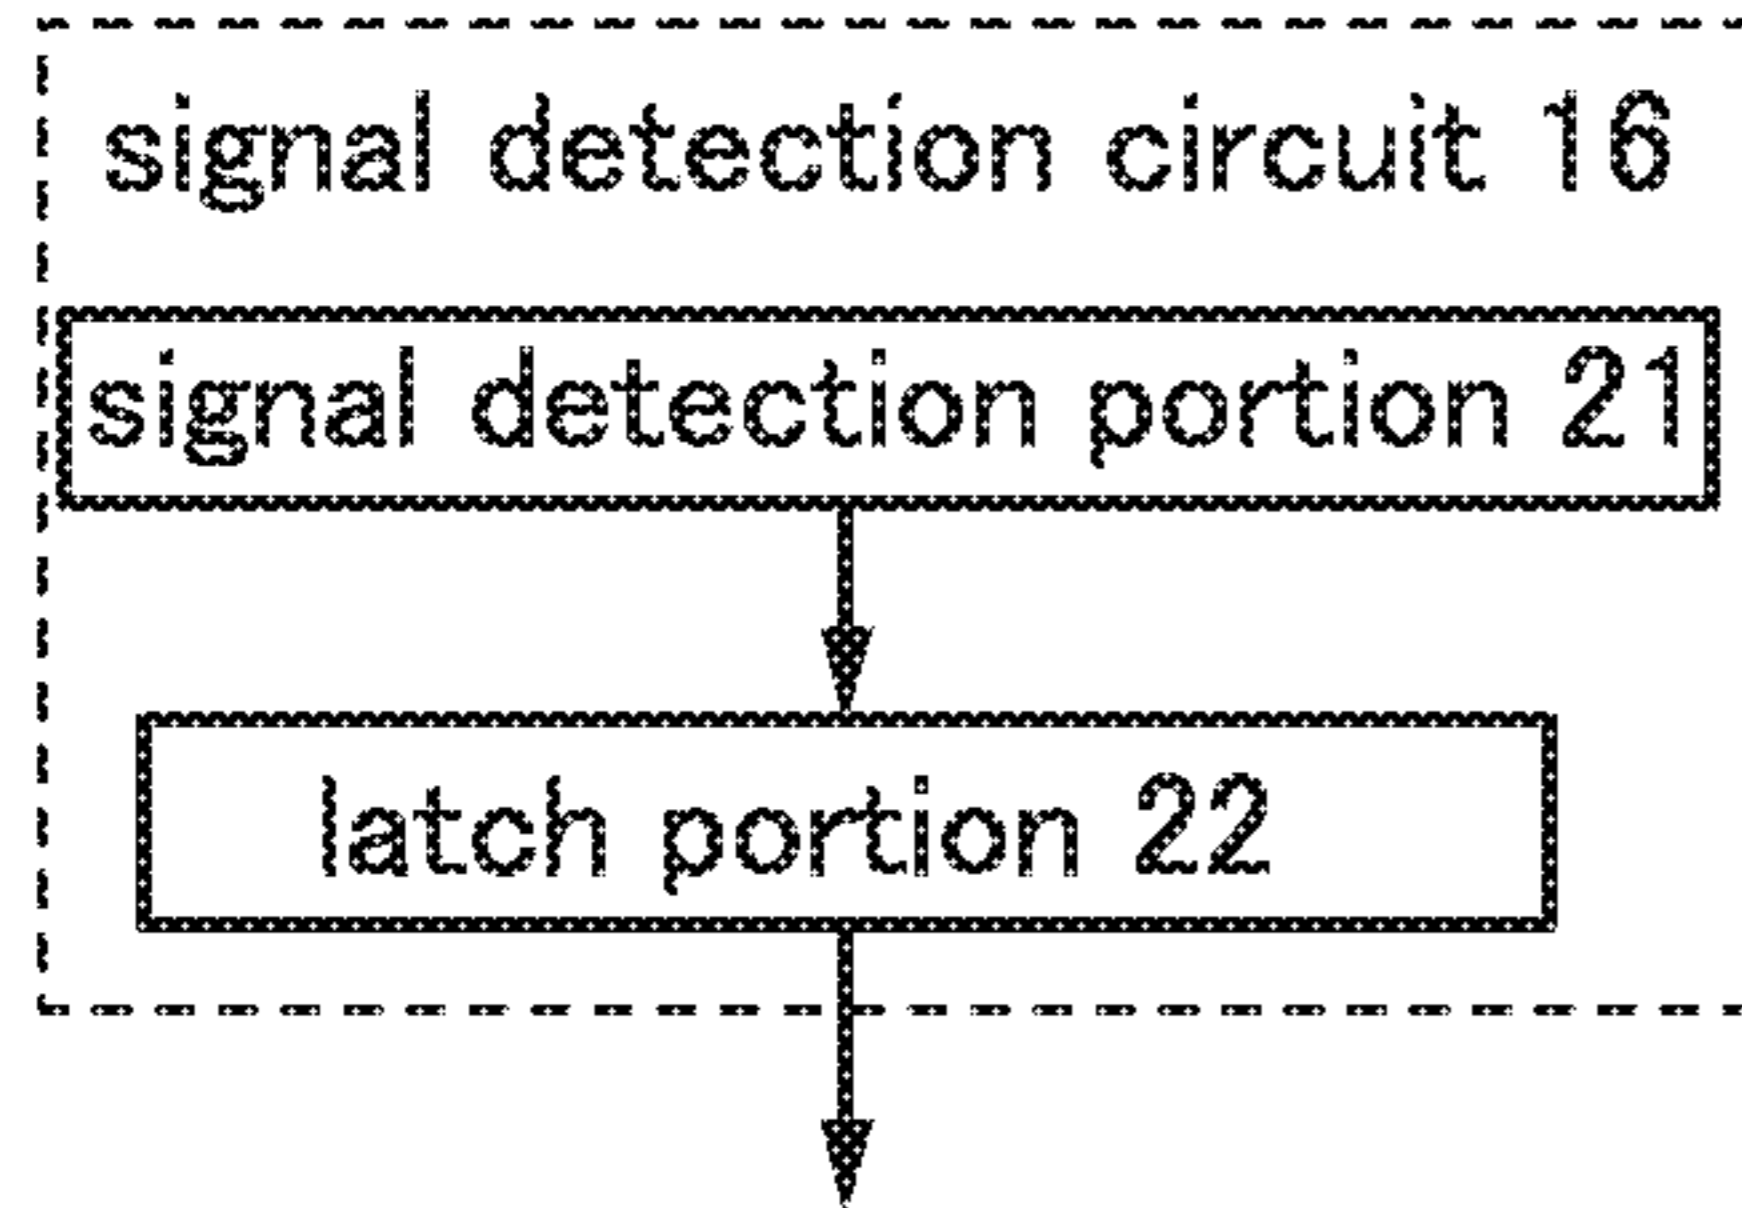 signal detection circuit 16
signal detection portion 21
latch portion 22